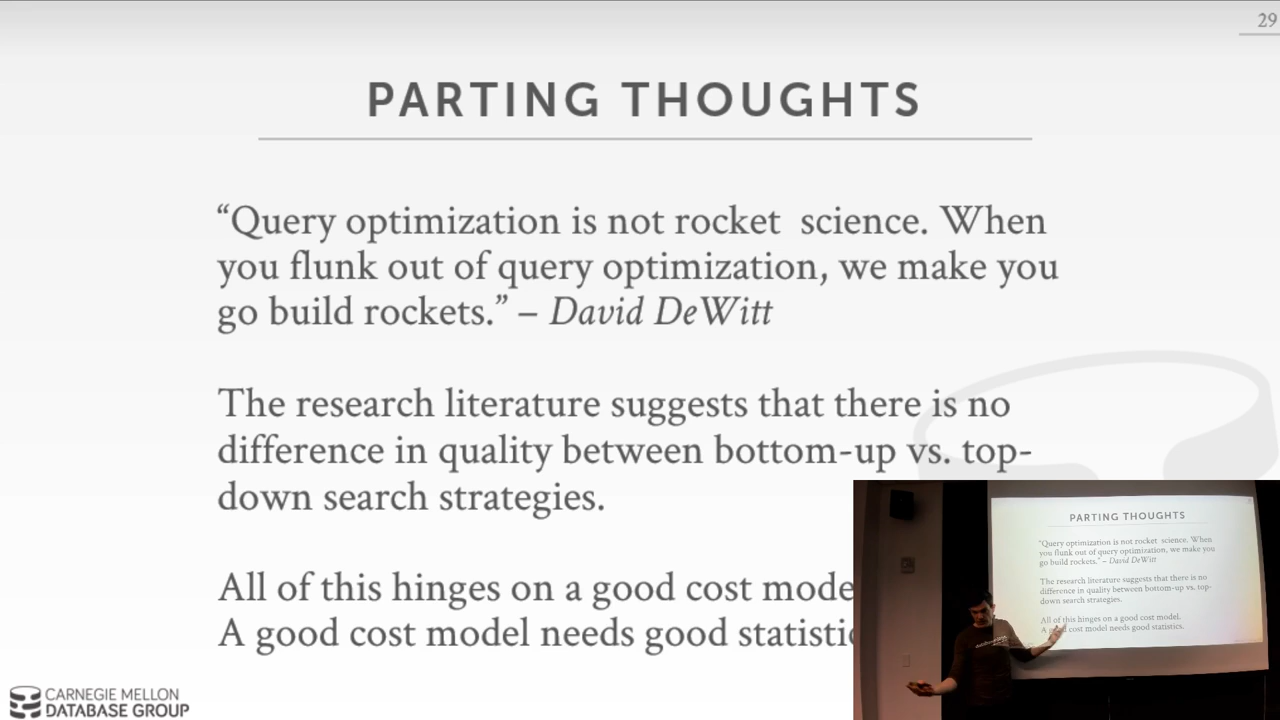 29
PARTING THOUGHTS
“Query optimization is not rocket science. When
you flunk out of query optimization, we make you
go build rockets.” – David DeWitt
The research literature suggests that there is no
difference in quality between bottom-up vs. top-
down search strategies.
All of this hinges on a good cost mode
A good cost model needs good statistic
CARNEGIE MELLON
DATABASE GROUP
PARTING THOUGHTS
“Query optimization is not rocket science. When
you flunk out of query optimization, we make you
go build rockets.” – David DeWitt
The research literature suggests that there is no
difference in quality between bottom-up vs. top-
down search strategies.
All of this hinges on a good cost model.
A cost model needs good statistics.